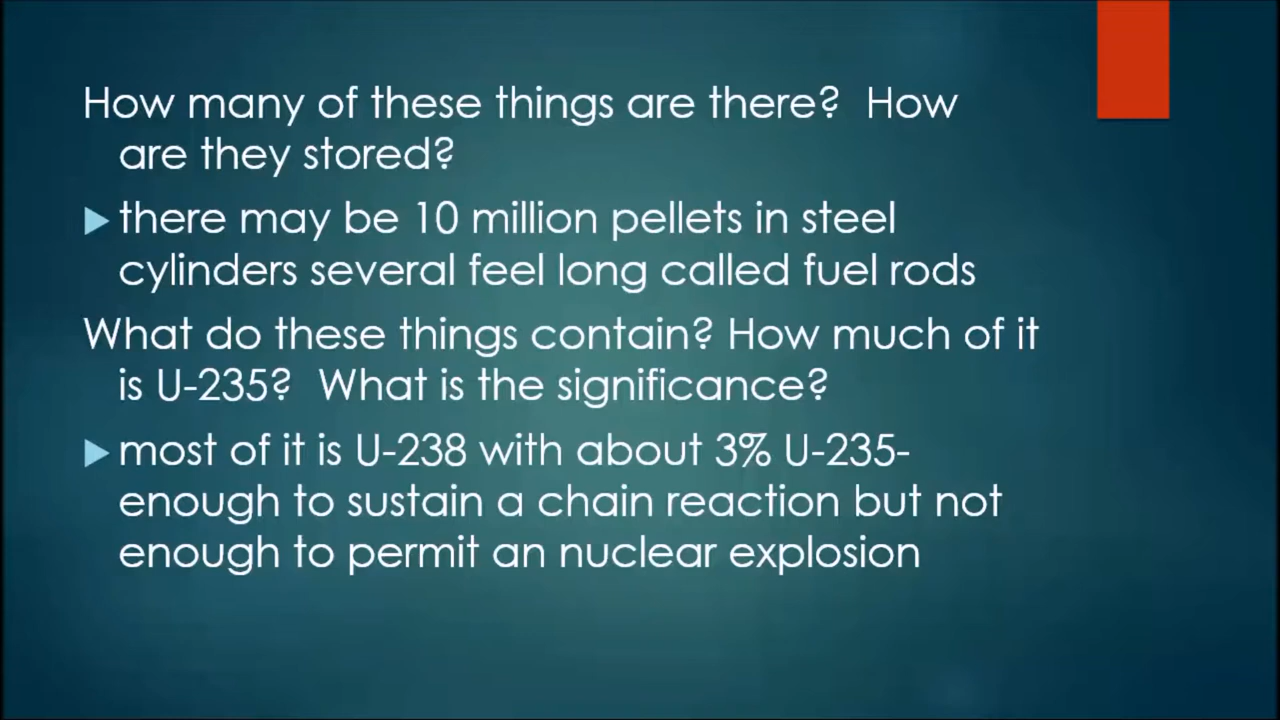 How many of these things are there?  How
are they stored?
there may be 10 million pellets in steel
cylinders several feel long called fuel rods
What do these things contain? How much of it
is U-235?  What is the significance?
most of it is U-238 with about 3% U-235-
enough to sustain a chain reaction but not
enough to permit an nuclear explosion